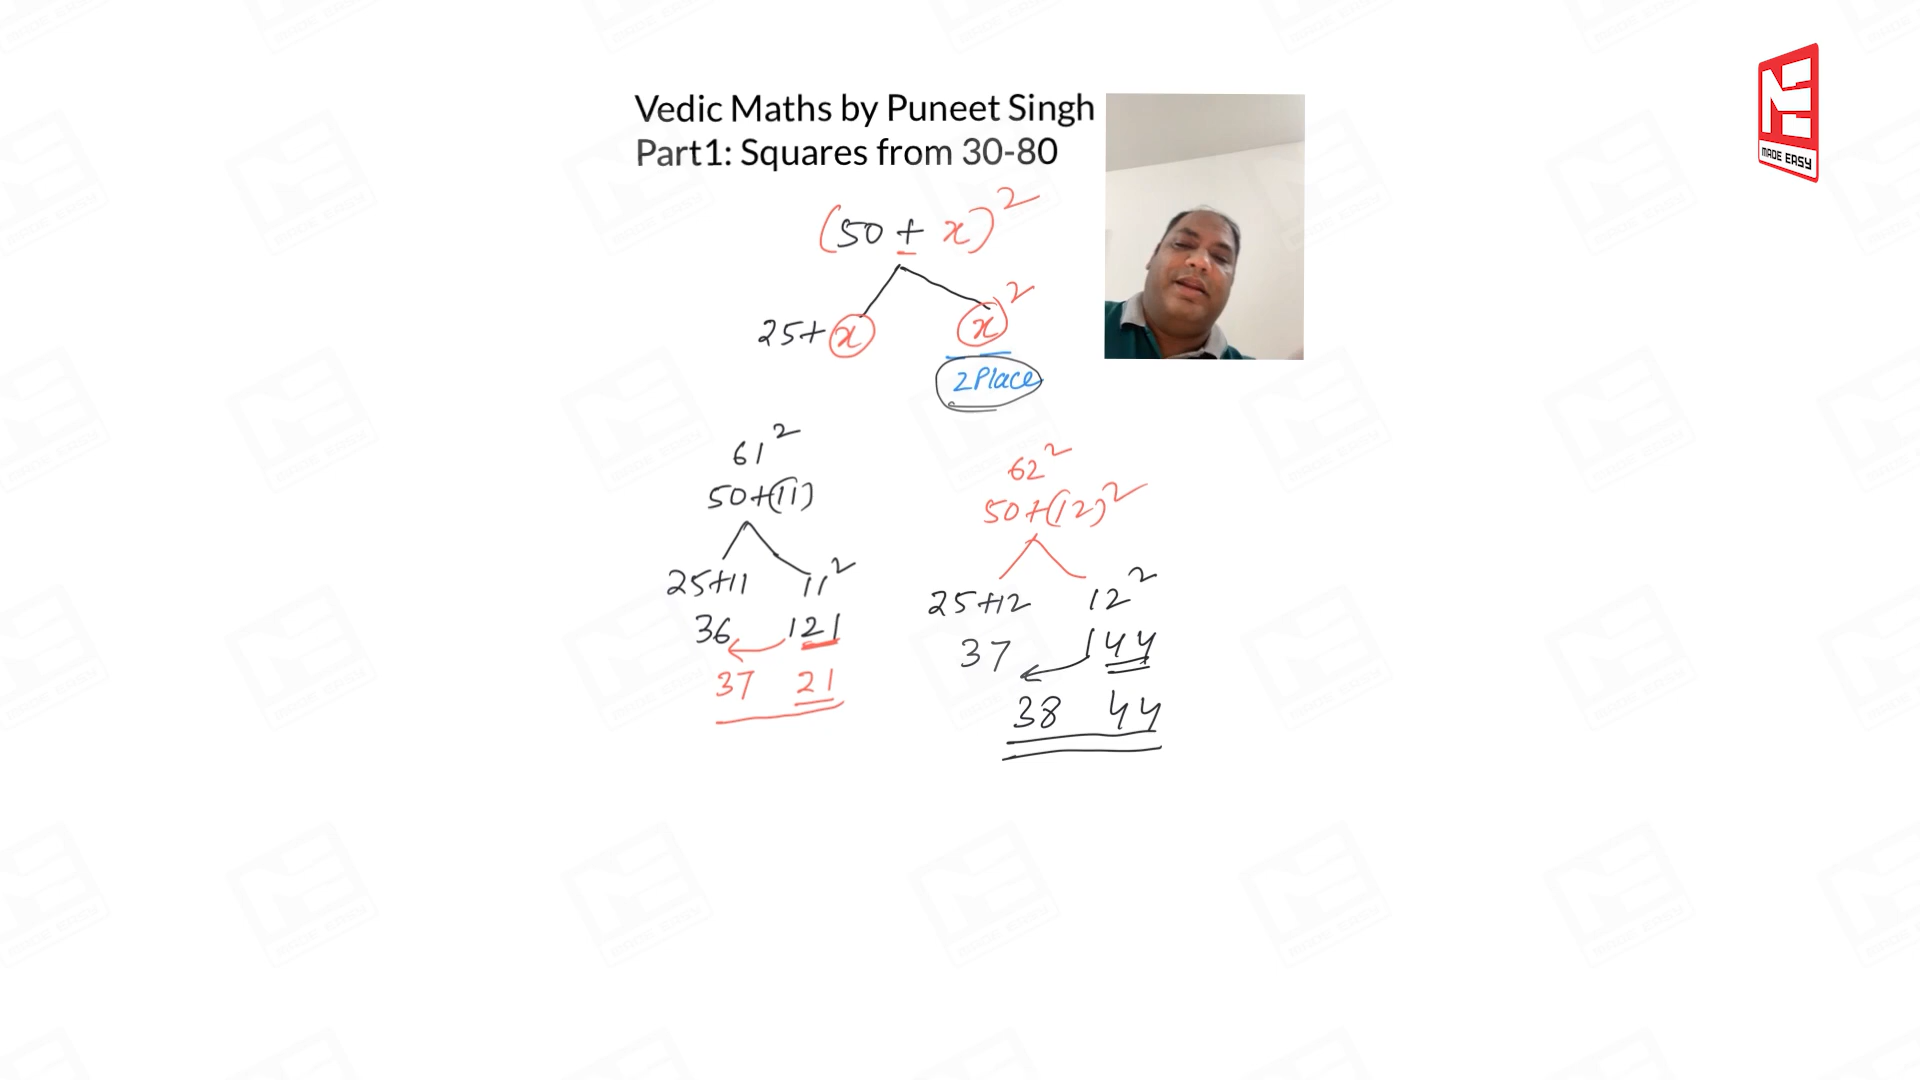 Vedic Maths by Puneet Singh
Part1: Squares from 30-80
MADE EASY
(50 + x)²
25+x x²
2Place
61²
50+(11)
25+11 11²
36 121
37 21
62²
50+(12)²
25+12 12²
37 144
38 44